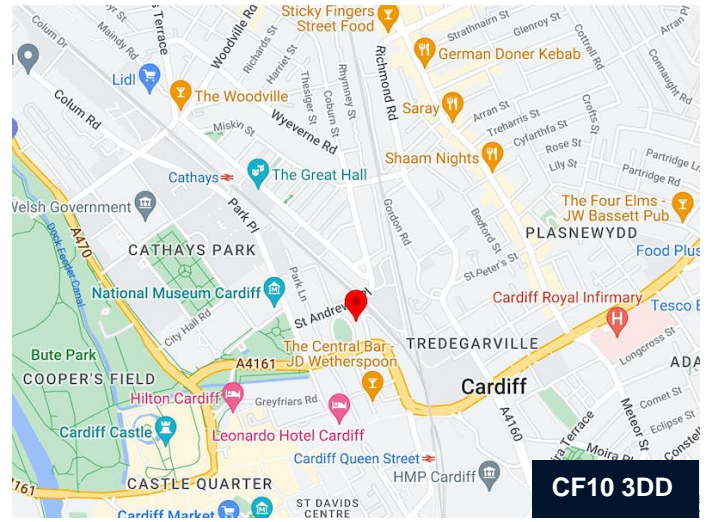 Sticky Fingers
Street Food
Strathnairn St
Glenroy St
Cottrell Rd
Arran Pl
Connaught Rd
Colum Dr
Maindy Rd
Terrace
Woodville Rd
Richards St
Harriet St
Lidl
The Woodville
German Doner Kebab
Richmond Rd
Rhymney St
Coburn St
Thesiger St
Saray
Arran St
Treharris St
Cyfarthfa St
Crofts St
Rose St
Lily St
Partridge Ln
Partridge Rd
Colum Rd
Miskin St
Wyeverne Rd
Shaam Nights
Cathays
The Great Hall
Gordon Rd
The Four Elms -
JW Bassett Pub
Welsh Government
Park Pl
Bedford St
PLASNEWYDD
A470
Dock Feeder Canal
CATHAYS PARK
St Peter's St
Food Plus
National Museum Cardiff
Park Ln
Cardiff Royal Infirmary
Tesco E
City Hall Rd
St Andrew's Pl
TREDEGARVILLE
Longcross St
Bute Park
COOPER'S FIELD
A4161
The Central Bar -
JD Wetherspoon
ADA
Hilton Cardiff
Greyfriars Rd
Cardiff
Comet St
Eclipse St
Meteor St
Cardiff Castle
Leonardo Hotel Cardiff
A4160
Moira Terrace
Moira Pl
Constell
Cardiff Queen Street
HMP Cardiff
CASTLE QUARTER
4161
ST DAVIDS
CENTRE
Cardiff Market
CF10 3DD